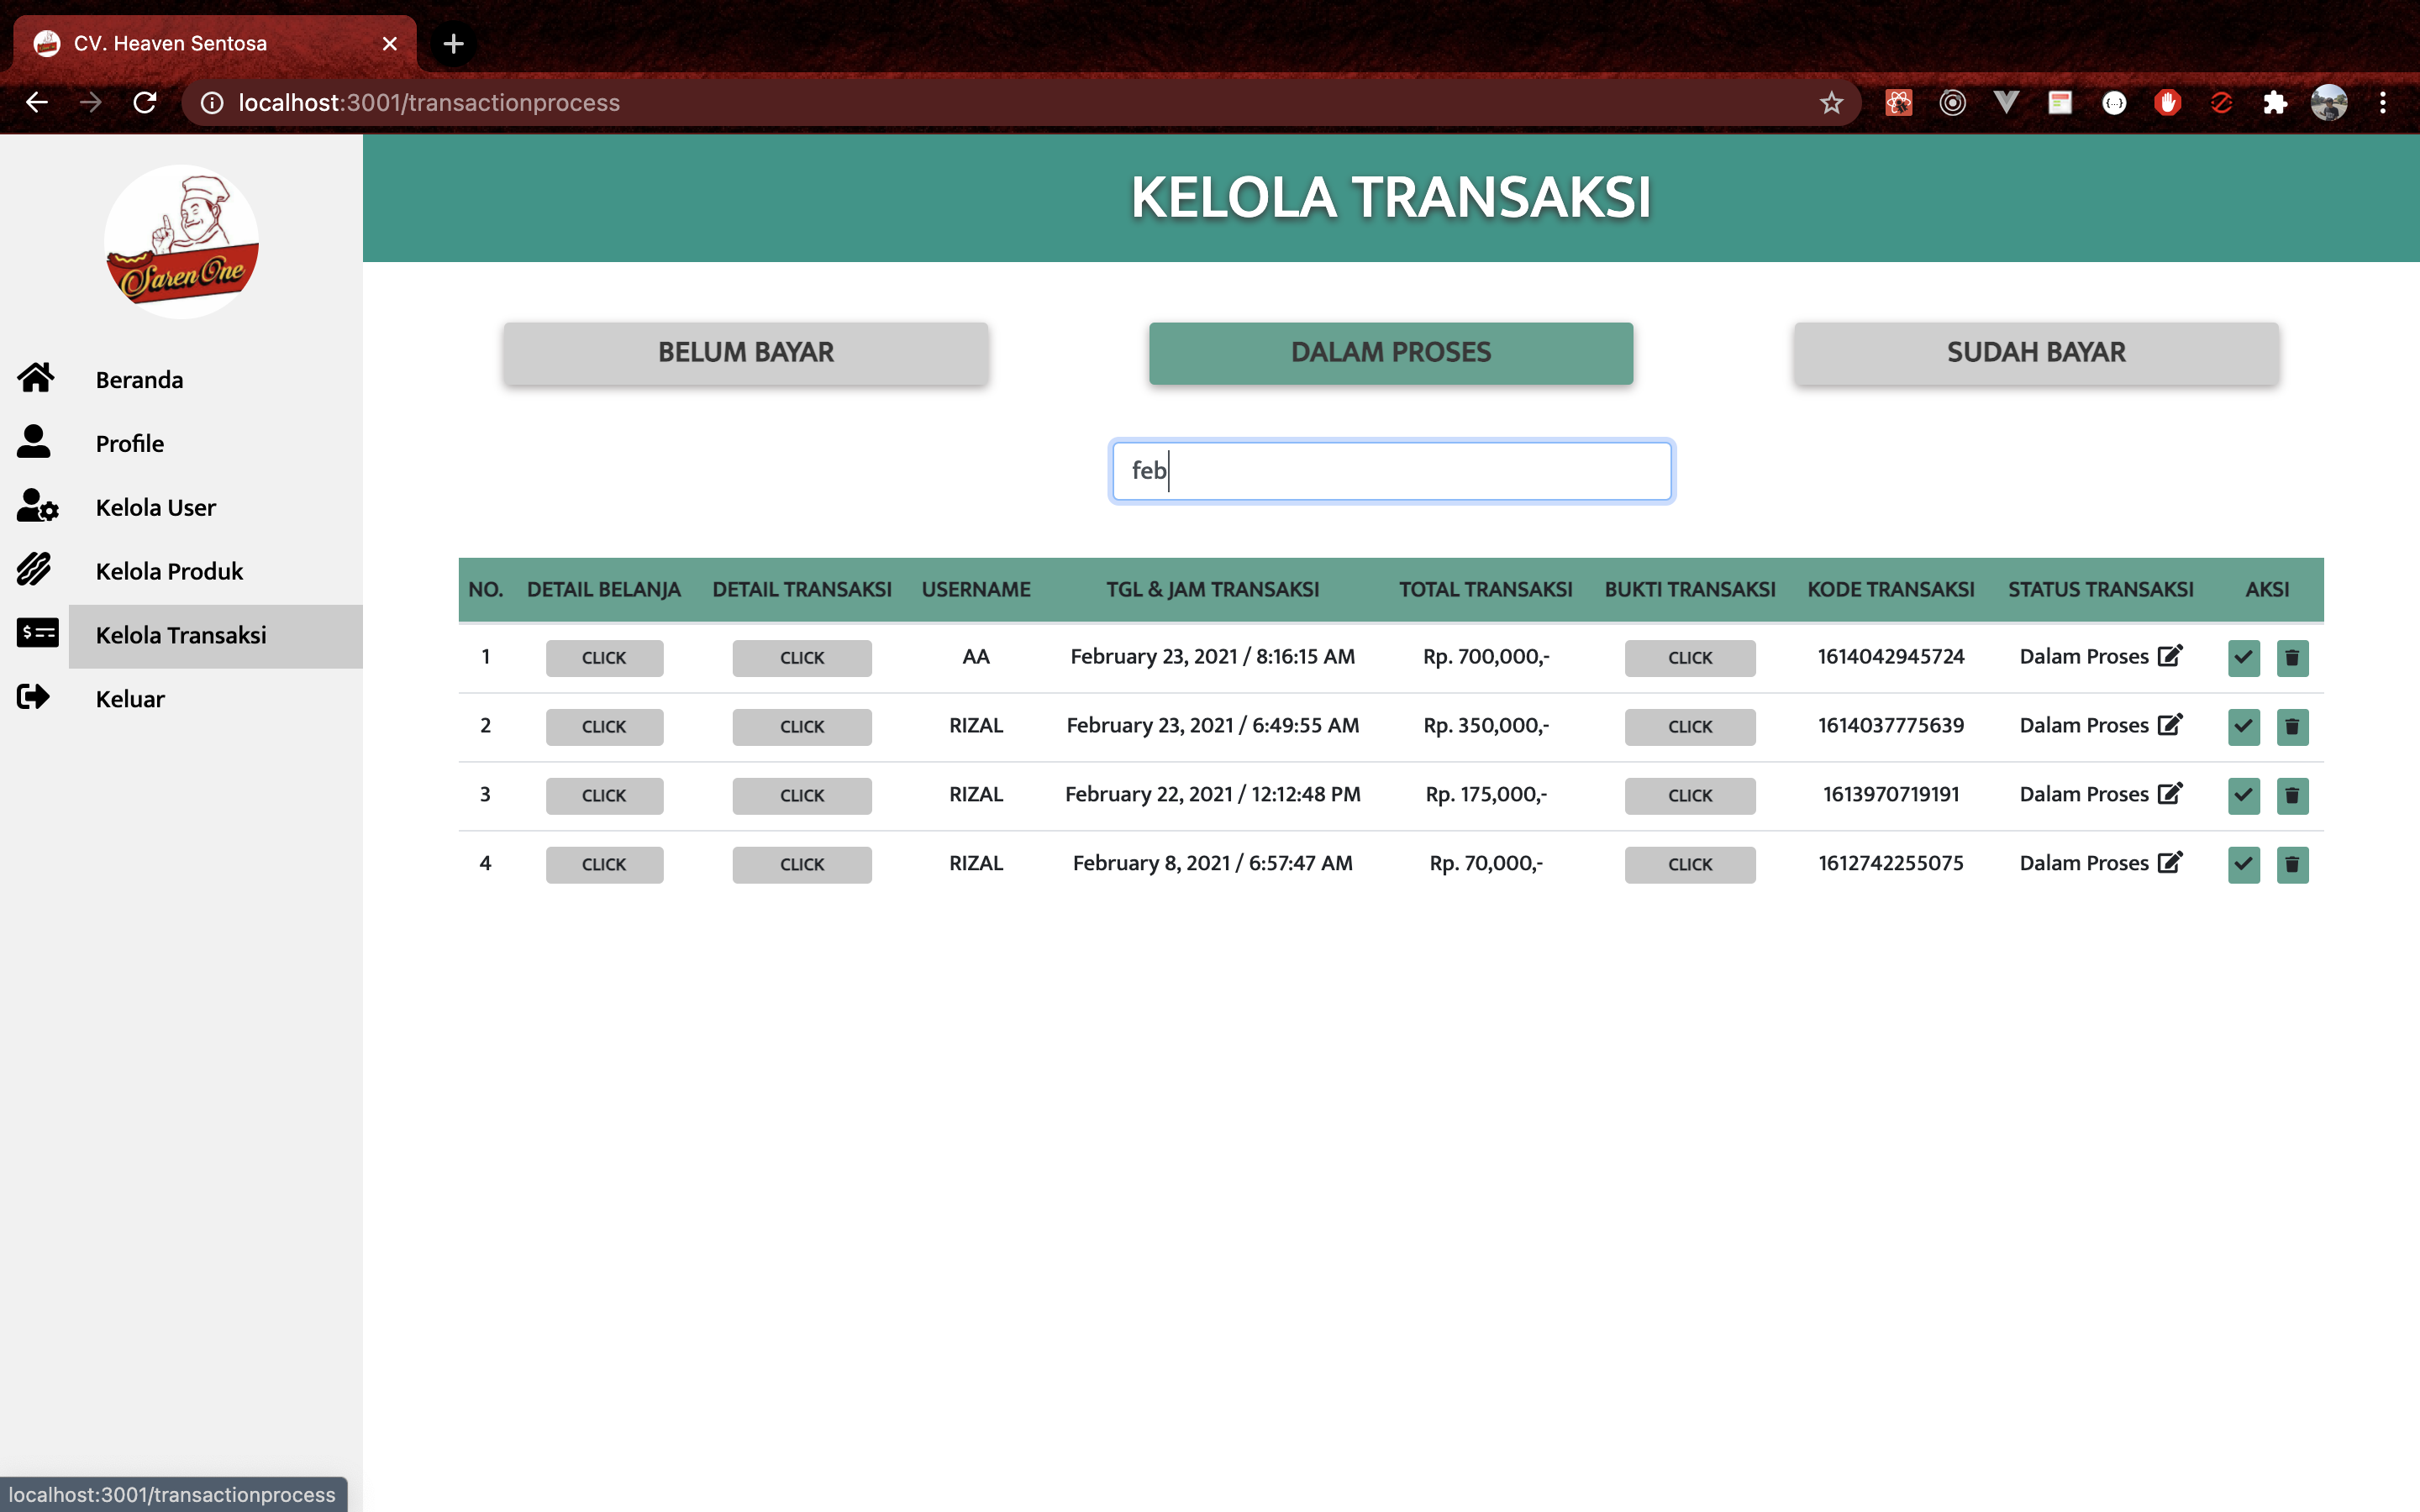 CV. Heaven Sentosa
localhost:3001/transactionprocess
Saren One
Beranda
Profile
Kelola User
Kelola Produk
Kelola Transaksi
Keluar
KELOLA TRANSAKSI
BELUM BAYAR DALAM PROSES SUDAH BAYAR
feb
NO. DETAIL BELANJA DETAIL TRANSAKSI USERNAME TGL & JAM TRANSAKSI TOTAL TRANSAKSI BUKTI TRANSAKSI KODE TRANSAKSI STATUS TRANSAKSI AKSI
1 CLICK CLICK AA February 23, 2021 / 8:16:15 AM Rp. 700,000,- CLICK 1614042945724 Dalam Proses
2 CLICK CLICK RIZAL February 23, 2021 / 6:49:55 AM Rp. 350,000,- CLICK 1614037775639 Dalam Proses
3 CLICK CLICK RIZAL February 22, 2021 / 12:12:48 PM Rp. 175,000,- CLICK 1613970719191 Dalam Proses
4 CLICK CLICK RIZAL February 8, 2021 / 6:57:47 AM Rp. 70,000,- CLICK 1612742255075 Dalam Proses
localhost:3001/transactionprocess